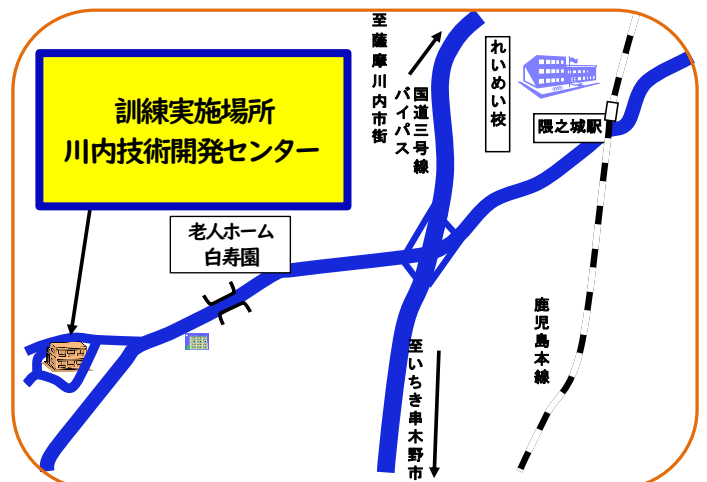 訓練実施場所
川内技術開発センター
至薩摩川内市街
国道三号線
バイパス
れいめい校
隈之城駅
老人ホーム
白寿園
鹿児島本線
至いちき串木野市